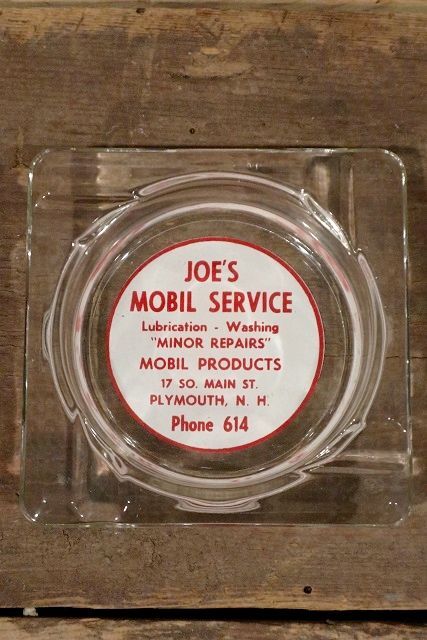 JOE'S
MOBIL SERVICE
Lubrication - Washing
"MINOR REPAIRS"
MOBIL PRODUCTS
17 SO. MAIN ST.
PLYMOUTH, N. H.
Phone 614